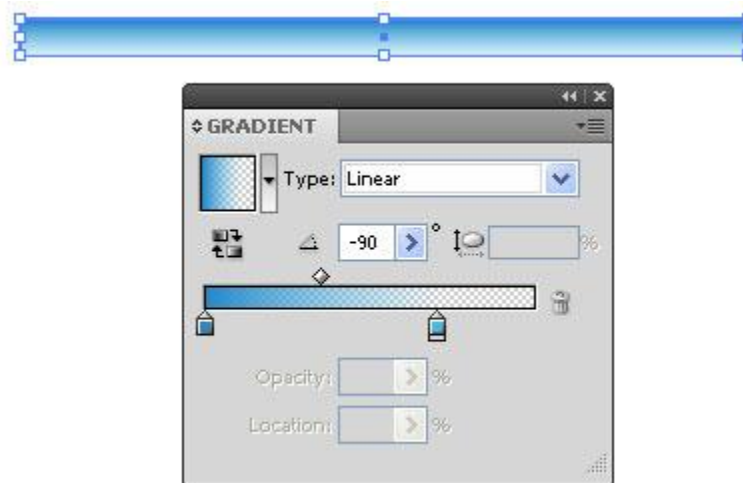 GRADIENT
Type: Linear
-90 ° %
Opacity: %
Location: %